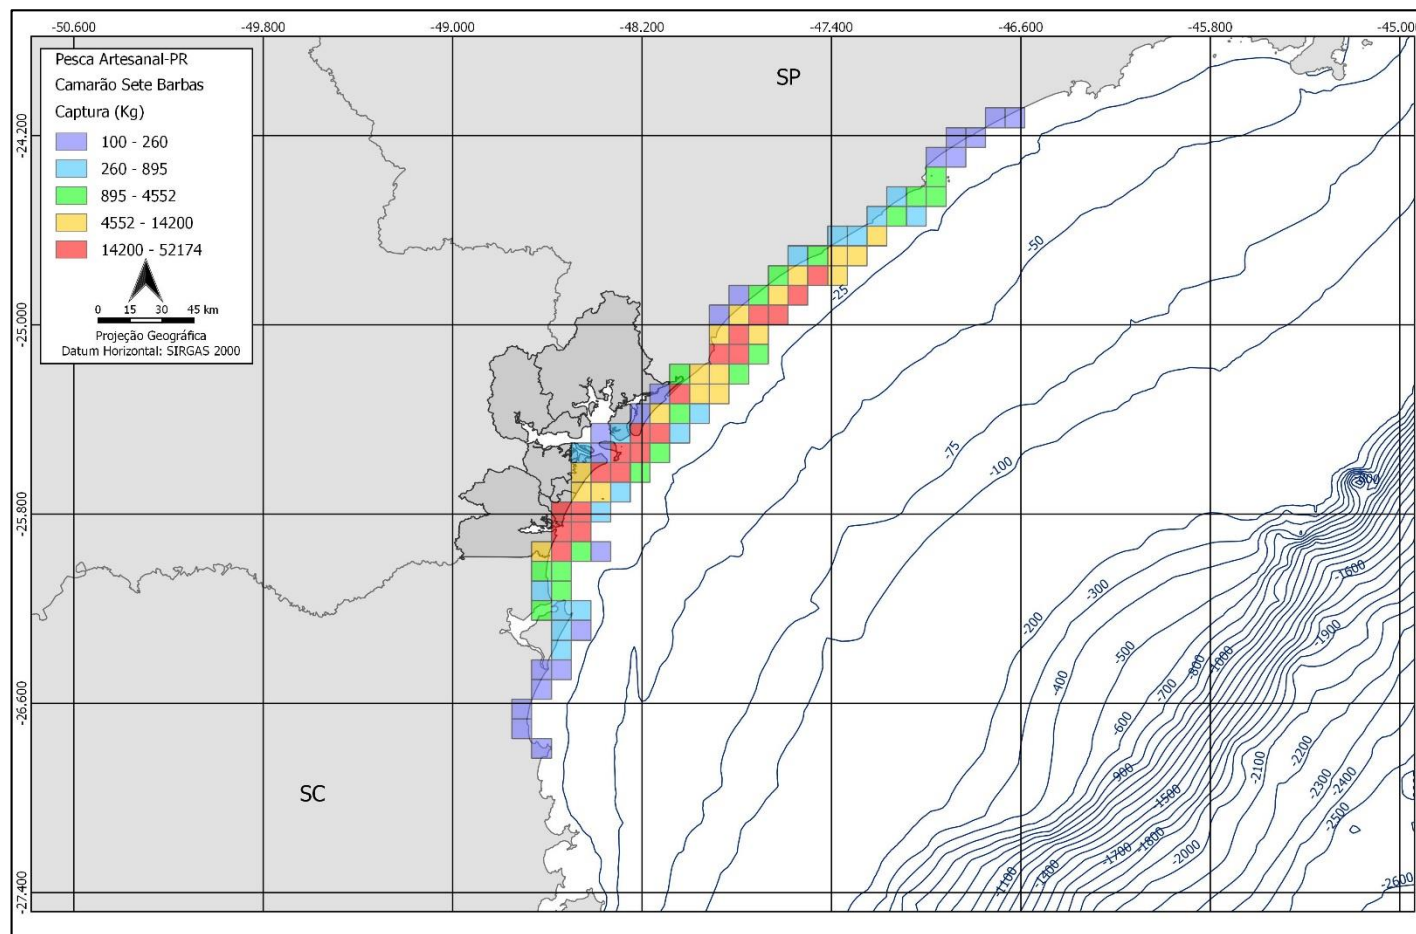 -50.600 -49.800 -49.000 -48.200 -47.400 -46.600 -45.800 -45.000
Pesca Artesanal-PR
Camarão Sete Barbas
Captura (Kg)
100 - 260
260 - 895
895 - 4552
4552 - 14200
14200 - 52174
0 15 30 45 km
Projeção Geográfica
Datum Horizontal: SIRGAS 2000
SP
SC
-24.200
-25.000
-25.800
-26.600
-27.400
-25
-50
-75
-100
-200
-300
-400
-500
-600
-700
-800
-1000
-900
-1600
-1900
-1500
-1100
-1400
-1700
-1800
-2000
-2100
-2200
-2300
-2400
-2500
-2600